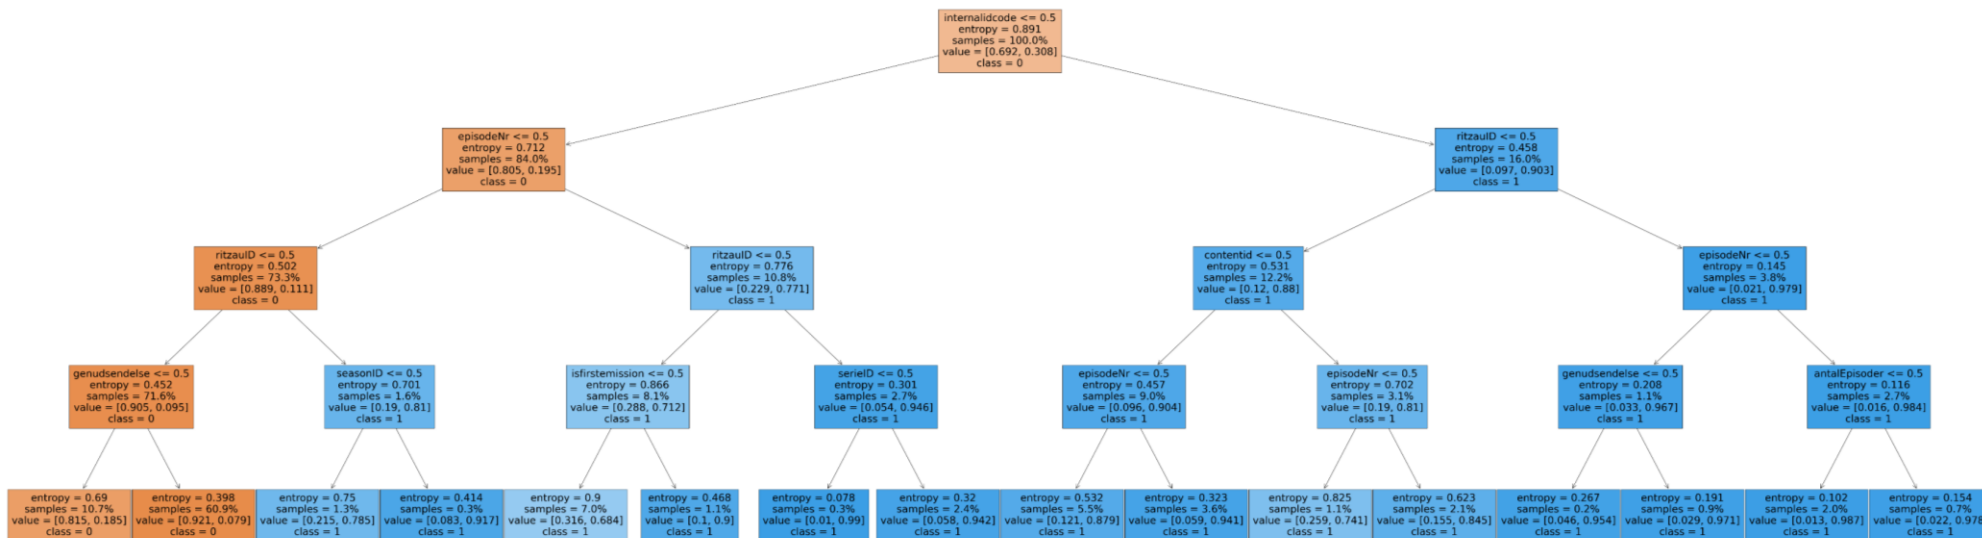 internalidcode <= 0.5
entropy = 0.891
samples = 100.0%
value = [0.692, 0.308]
class = 0
episodeNr <= 0.5
entropy = 0.712
samples = 84.0%
value = [0.805, 0.195]
class = 0
ritzauID <= 0.5
entropy = 0.458
samples = 16.0%
value = [0.097, 0.903]
class = 1
ritzauID <= 0.5
entropy = 0.502
samples = 73.3%
value = [0.889, 0.111]
class = 0
ritzauID <= 0.5
entropy = 0.776
samples = 10.8%
value = [0.229, 0.771]
class = 1
contentid <= 0.5
entropy = 0.531
samples = 12.2%
value = [0.12, 0.88]
class = 1
episodeNr <= 0.5
entropy = 0.145
samples = 3.8%
value = [0.021, 0.979]
class = 1
genudsendelse <= 0.5
entropy = 0.452
samples = 71.6%
value = [0.905, 0.095]
class = 0
seasonID <= 0.5
entropy = 0.701
samples = 1.6%
value = [0.19, 0.81]
class = 1
isfirstemission <= 0.5
entropy = 0.866
samples = 8.1%
value = [0.288, 0.712]
class = 1
serieID <= 0.5
entropy = 0.301
samples = 2.7%
value = [0.054, 0.946]
class = 1
episodeNr <= 0.5
entropy = 0.457
samples = 9.0%
value = [0.096, 0.904]
class = 1
episodeNr <= 0.5
entropy = 0.702
samples = 3.1%
value = [0.19, 0.81]
class = 1
genudsendelse <= 0.5
entropy = 0.208
samples = 1.1%
value = [0.033, 0.967]
class = 1
antalEpisoder <= 0.5
entropy = 0.116
samples = 2.7%
value = [0.016, 0.984]
class = 1
entropy = 0.69
samples = 10.7%
value = [0.815, 0.185]
class = 0
entropy = 0.398
samples = 60.9%
value = [0.921, 0.079]
class = 0
entropy = 0.75
samples = 1.3%
value = [0.215, 0.785]
class = 1
entropy = 0.414
samples = 0.3%
value = [0.083, 0.917]
class = 1
entropy = 0.9
samples = 7.0%
value = [0.316, 0.684]
class = 1
entropy = 0.468
samples = 1.1%
value = [0.1, 0.9]
class = 1
entropy = 0.078
samples = 0.3%
value = [0.01, 0.99]
class = 1
entropy = 0.32
samples = 2.4%
value = [0.058, 0.942]
class = 1
entropy = 0.532
samples = 5.5%
value = [0.121, 0.879]
class = 1
entropy = 0.323
samples = 3.6%
value = [0.059, 0.941]
class = 1
entropy = 0.825
samples = 1.1%
value = [0.259, 0.741]
class = 1
entropy = 0.623
samples = 2.1%
value = [0.155, 0.845]
class = 1
entropy = 0.267
samples = 0.2%
value = [0.046, 0.954]
class = 1
entropy = 0.191
samples = 0.9%
value = [0.029, 0.971]
class = 1
entropy = 0.102
samples = 2.0%
value = [0.013, 0.987]
class = 1
entropy = 0.154
samples = 0.7%
value = [0.022, 0.978
class = 1